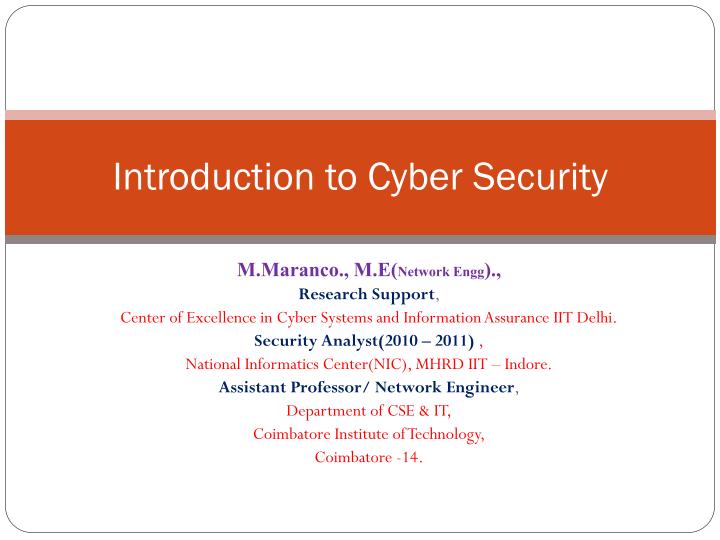 Introduction to Cyber Security
M.Maranco., M.E(Network Engg).,
Research Support,
Center of Excellence in Cyber Systems and Information Assurance IIT Delhi.
Security Analyst(2010 – 2011) ,
National Informatics Center(NIC), MHRD IIT – Indore.
Assistant Professor/ Network Engineer,
Department of CSE & IT,
Coimbatore Institute of Technology,
Coimbatore -14.